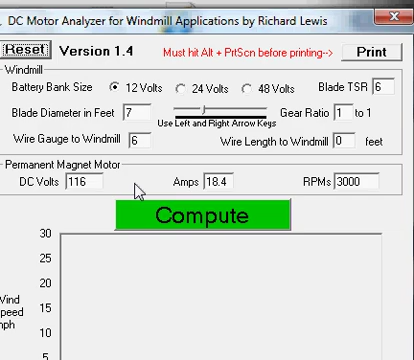 DC Motor Analyzer for Windmill Applications by Richard Lewis
Reset Version 1.4 Must hit Alt + PrtScn before printing--> Print
Windmill
Battery Bank Size 12 Volts 24 Volts 48 Volts Blade TSR 6
Blade Diameter in Feet 7 Gear Ratio 1 to 1
Use Left and Right Arrow Keys
Wire Gauge to Windmill 6 Wire Length to Windmill 0 feet
Permanent Magnet Motor
DC Volts 116 Amps 18.4 RPMs 3000
Compute
30
25
20
Wind
Speed
mph
15
10
5